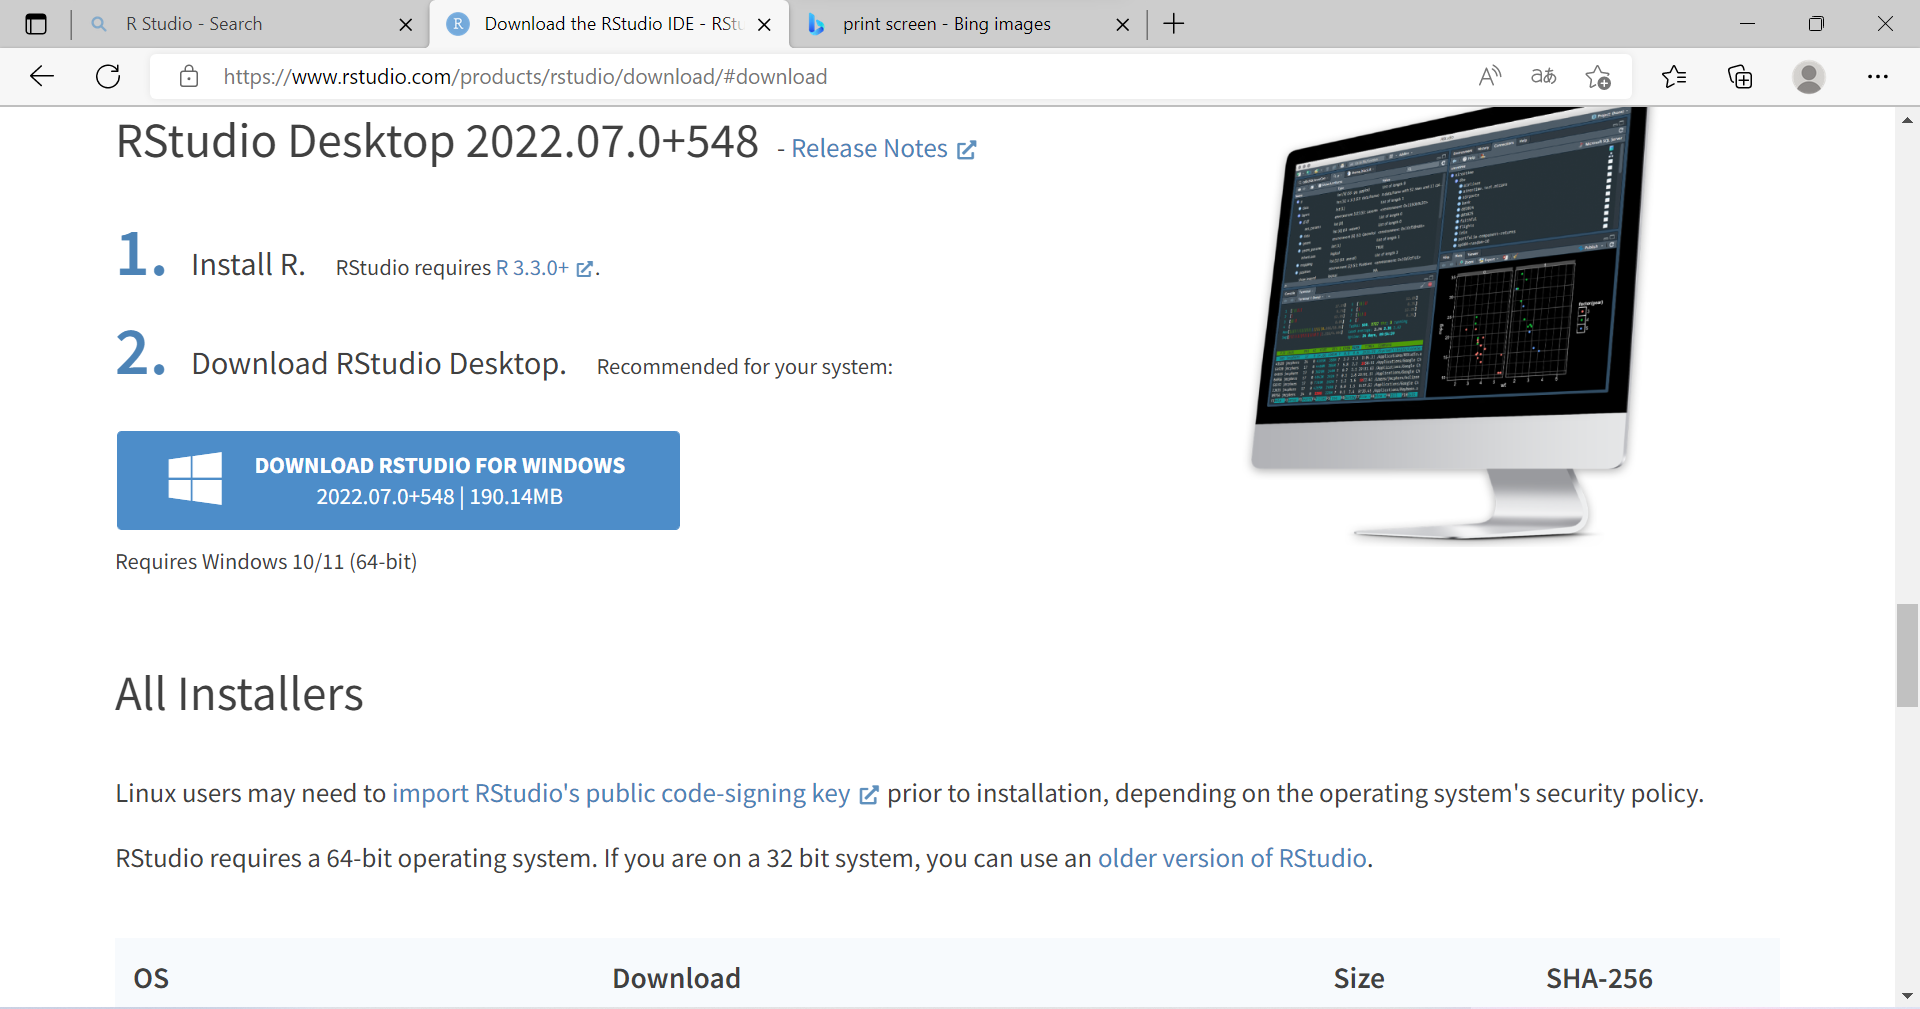 R Studio - Search
Download the RStudio IDE - RStu
print screen - Bing images
https://www.rstudio.com/products/rstudio/download/#download
RStudio Desktop 2022.07.0+548 - Release Notes
1. Install R. RStudio requires R 3.3.0+.
2. Download RStudio Desktop. Recommended for your system:
DOWNLOAD RSTUDIO FOR WINDOWS
2022.07.0+548 | 190.14MB
Requires Windows 10/11 (64-bit)
All Installers
Linux users may need to import RStudio's public code-signing key prior to installation, depending on the operating system's security policy.
RStudio requires a 64-bit operating system. If you are on a 32 bit system, you can use an older version of RStudio.
OS Download Size SHA-256